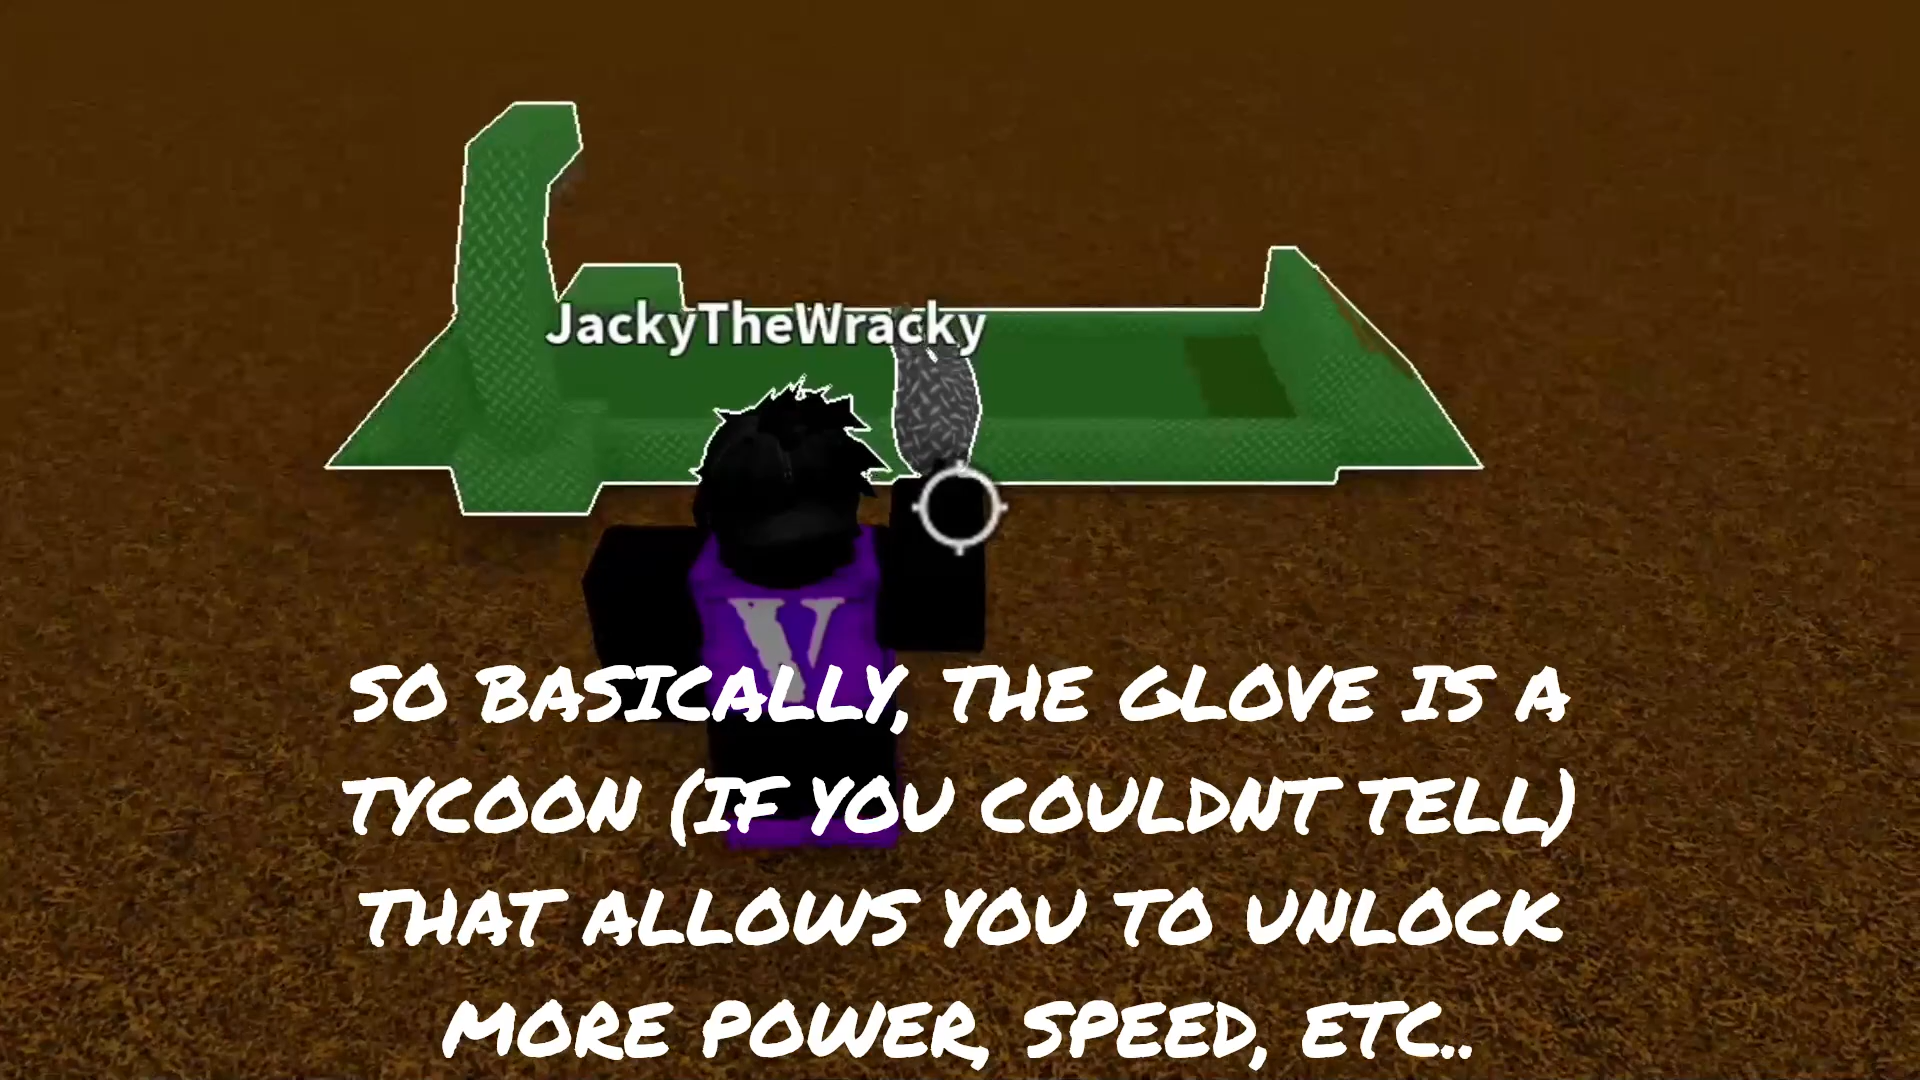 JackyTheWracky
V
SO BASICALLY, THE GLOVE IS A
TYCOON (IF YOU COULDNT TELL)
THAT ALLOWS YOU TO UNLOCK
MORE POWER, SPEED, ETC..